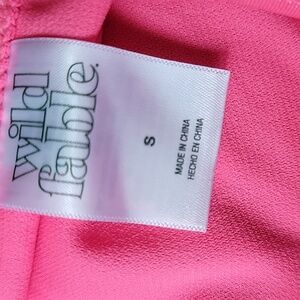 wild
fable.
S
MADE IN CHINA
HECHO EN CHINA